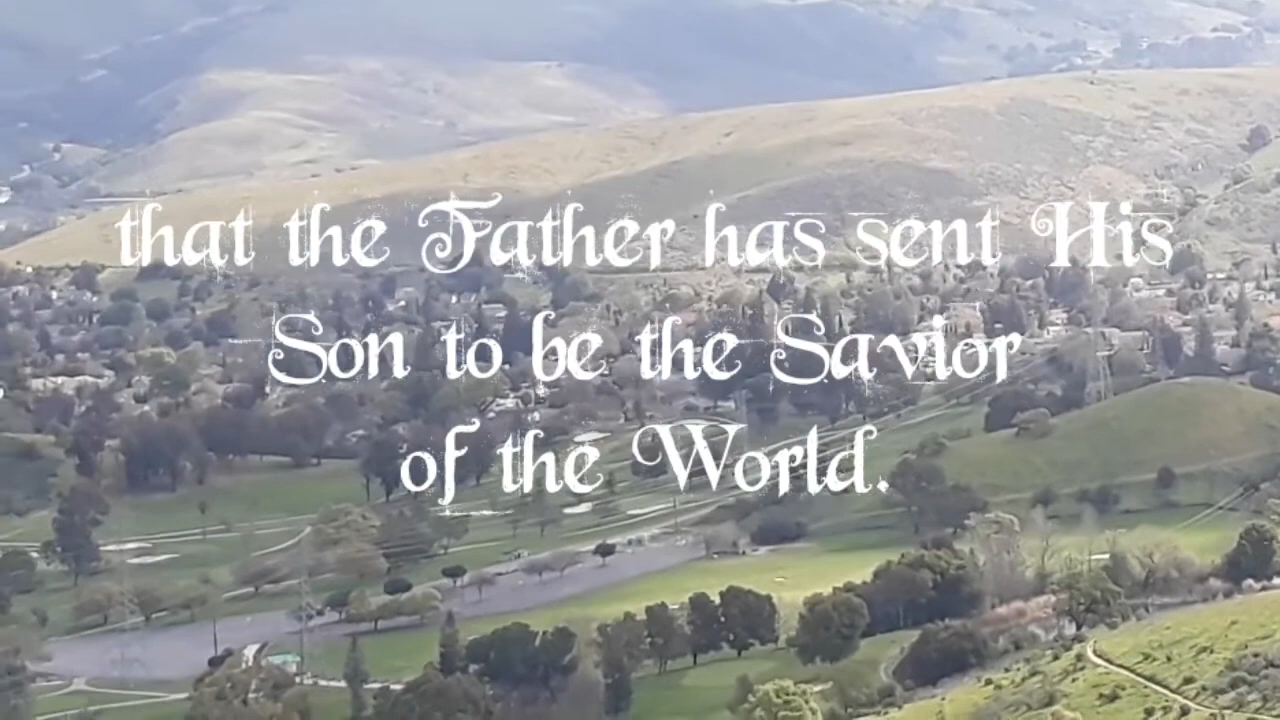 that the Father has sent His
Son to be the Savior
of the World.